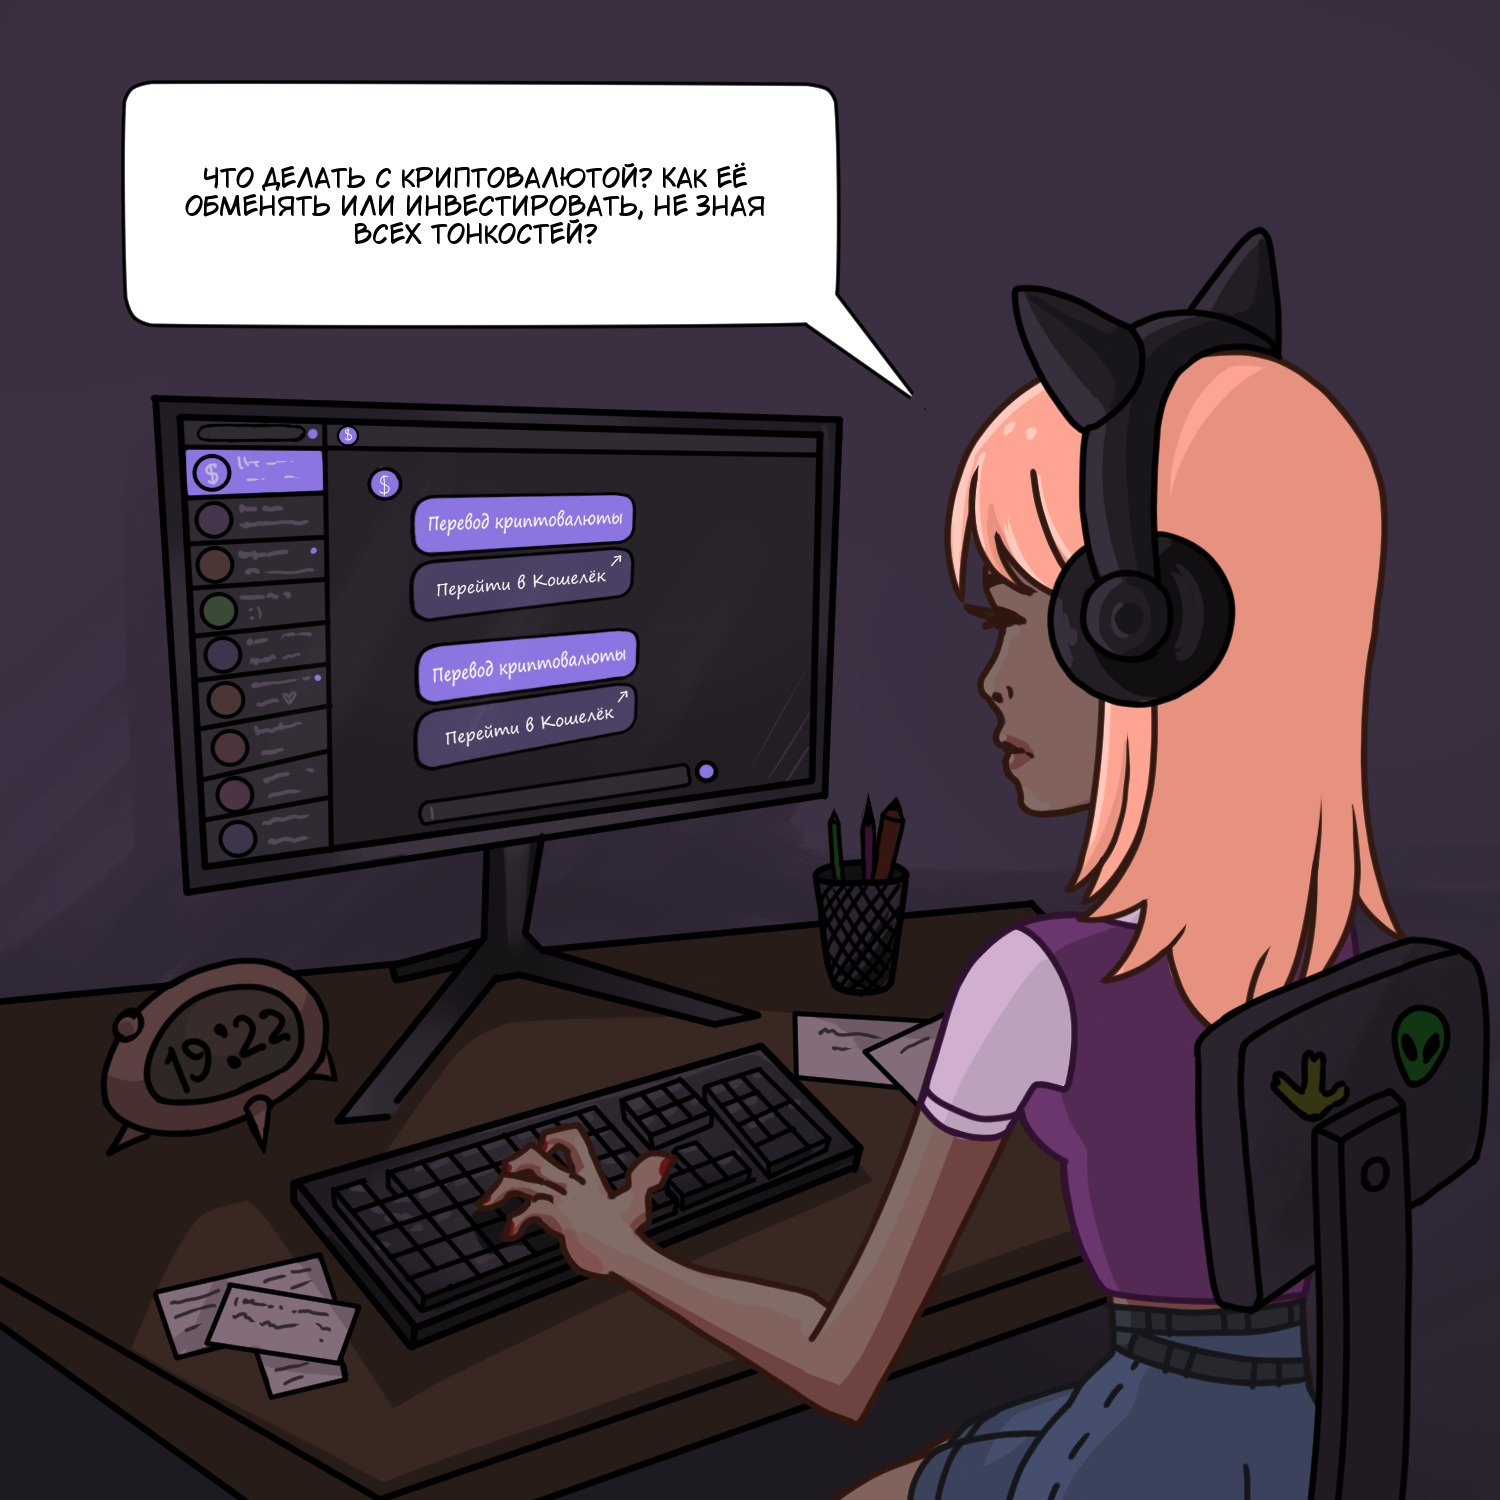 ЧТО ДЕЛАТЬ С КРИПТОВАЛЮТОЙ? КАК ЕЁ
ОБМЕНЯТЬ ИЛИ ИНВЕСТИРОВАТЬ, НЕ ЗНАЯ
ВСЕХ ТОНКОСТЕЙ?
$
$
$
Перевод криптовалюты
Перейти в Кошелёк
:)
Перевод криптовалюты
Перейти в Кошелёк
19:22